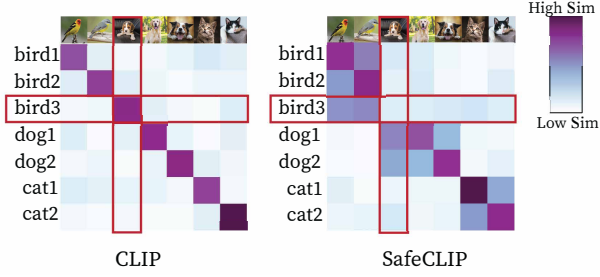 High Sim
Low Sim
bird1
bird2
bird3
dog1
dog2
cat1
cat2
CLIP
bird1
bird2
bird3
dog1
dog2
cat1
cat2
SafeCLIP